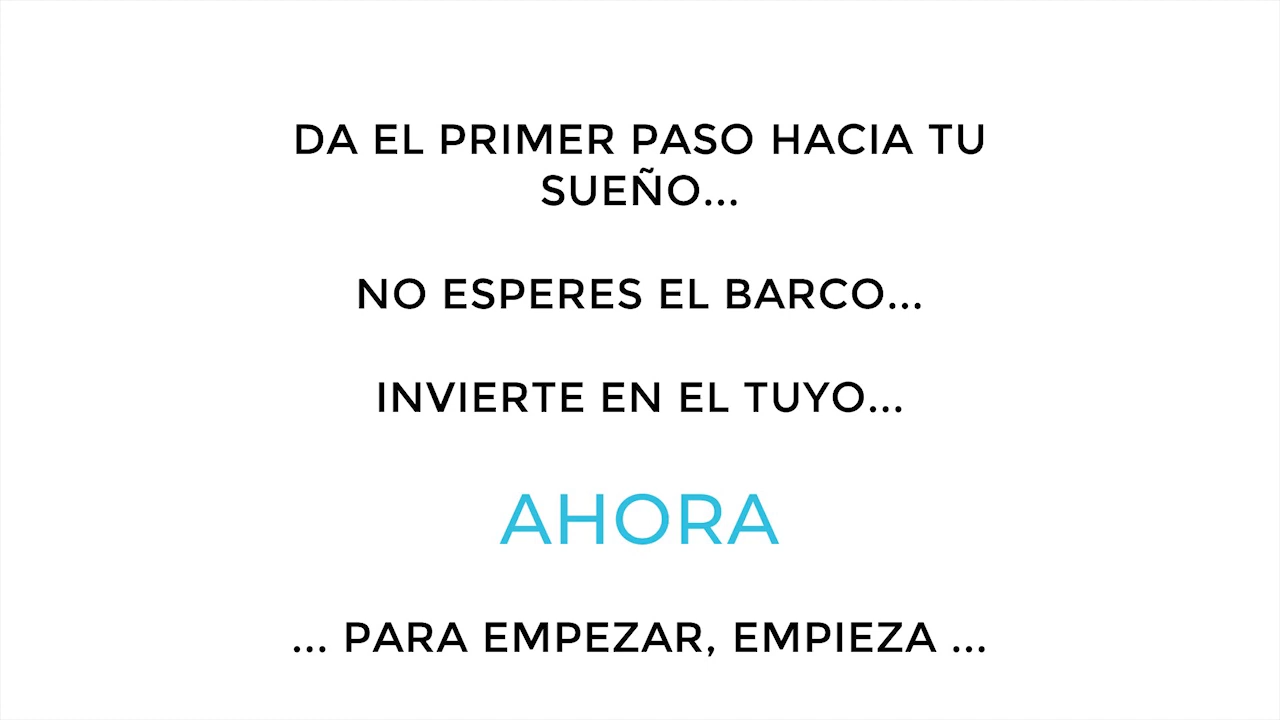 DA EL PRIMER PASO HACIA TU
SUEÑO...
NO ESPERES EL BARCO...
INVIERTE EN EL TUYO...
AHORA
... PARA EMPEZAR, EMPIEZA ...